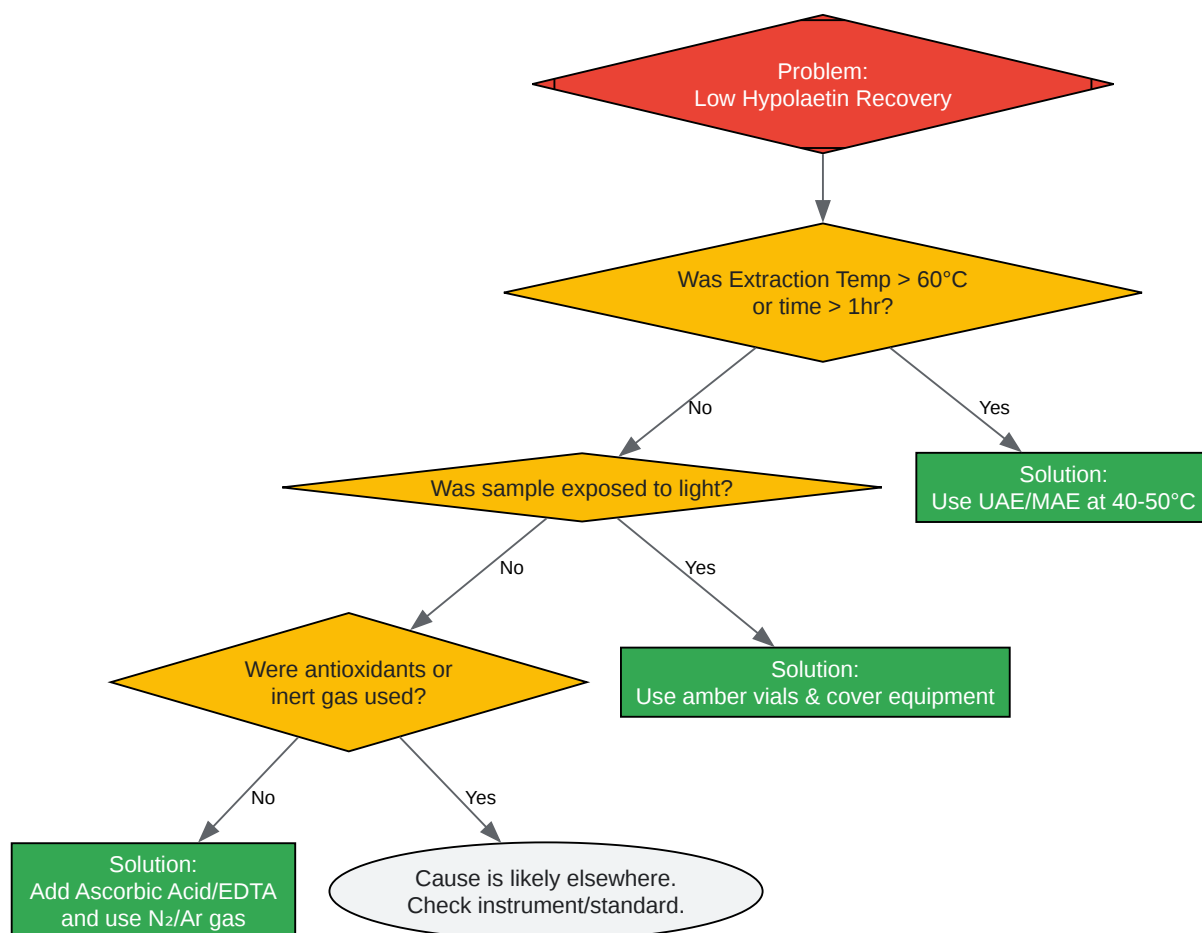 Problem:
Low Hypolaetin Recovery
Was Extraction Temp > 60°C
or time > 1hr?
No
Yes
Was sample exposed to light?
Solution:
Use UAE/MAE at 40-50°C
No
Yes
Were antioxidants or
inert gas used?
Solution:
Use amber vials & cover equipment
No
Yes
Solution:
Add Ascorbic Acid/EDTA
and use N₂/Ar gas
Cause is likely elsewhere.
Check instrument/standard.